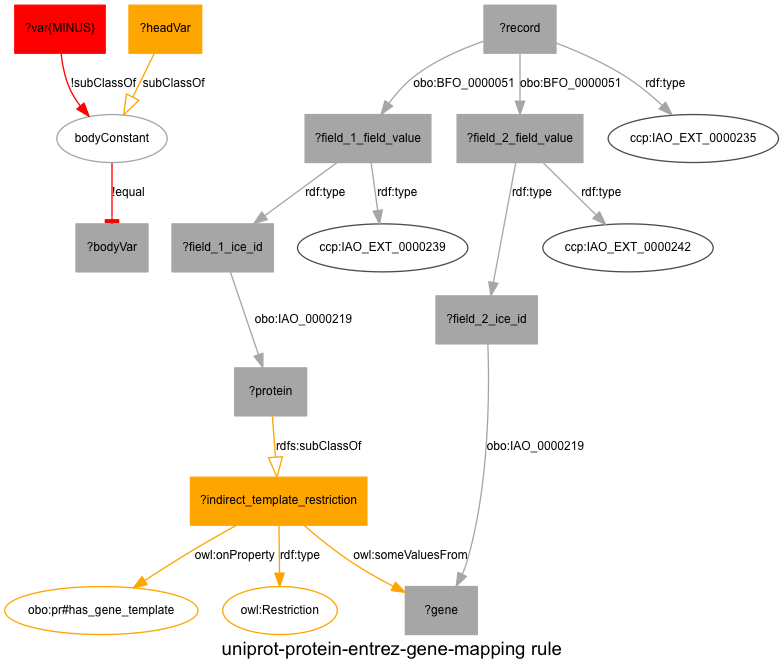 ?var{MINUS}
?headVar
?record
!subClassOf
subClassOf
obo:BFO_0000051
obo:BFO_0000051
rdf:type
bodyConstant
?field_1_field_value
?field_2_field_value
ccp:IAO_EXT_0000235
!equal
rdf:type
rdf:type
rdf:type
rdf:type
?bodyVar
?field_1_ice_id
ccp:IAO_EXT_0000239
ccp:IAO_EXT_0000242
obo:IAO_0000219
?field_2_ice_id
?protein
rdfs:subClassOf
obo:IAO_0000219
?indirect_template_restriction
owl:onProperty
rdf:type
owl:someValuesFrom
obo:pr#has_gene_template
owl:Restriction
?gene
uniprot-protein-entrez-gene-mapping rule